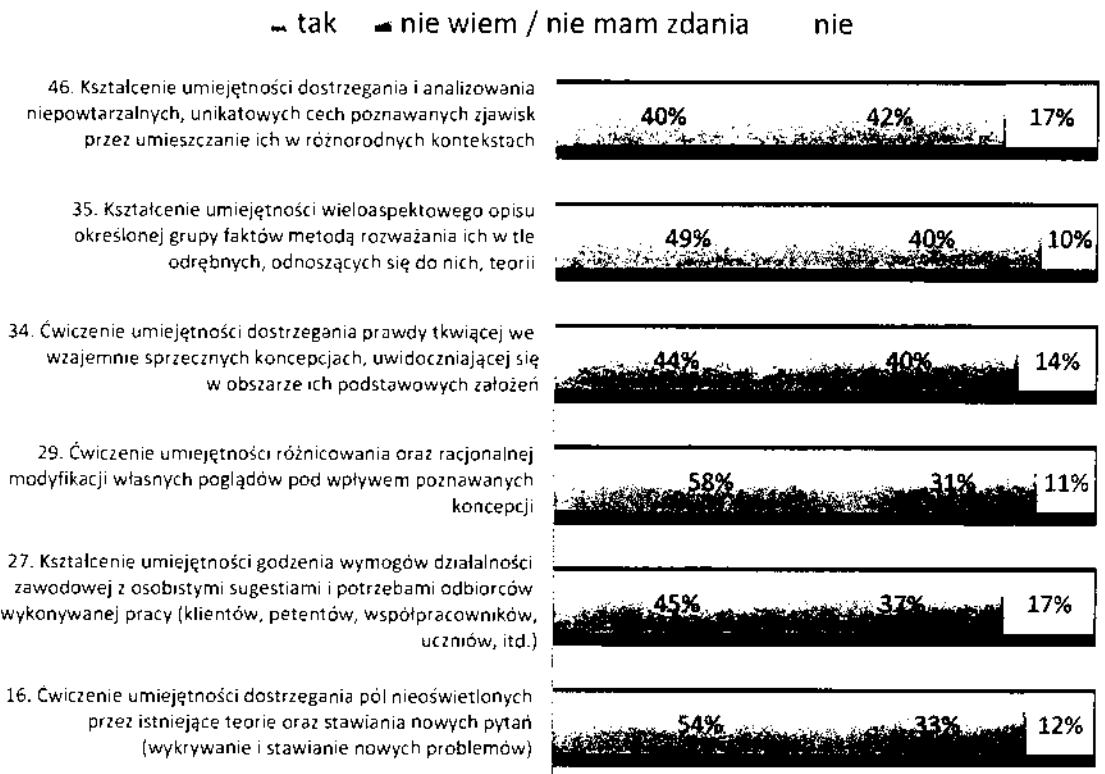 tak nie wiem / nie mam zdania nie
46. Kształcenie umiejętności dostrzegania i analizowania
niepowtarzalnych, unikatowych cech poznawanych zjawisk
przez umieszczanie ich w różnorodnych kontekstach
40% 42% 17%
35. Kształcenie umiejętności wieloaspektowego opisu
określonej grupy faktów metodą rozważania ich w tle
odrębnych, odnoszących się do nich, teorii
49% 40% 10%
34. Ćwiczenie umiejętności dostrzegania prawdy tkwiącej we
wzajemnie sprzecznych koncepcjach, uwidoczniającej się
w obszarze ich podstawowych założeń
44% 40% 14%
29. Ćwiczenie umiejętności różnicowania oraz racjonalnej
modyfikacji własnych poglądów pod wpływem poznawanych
koncepcji
58% 31% 11%
27. Kształcenie umiejętności godzenia wymogów działalności
zawodowej z osobistymi sugestiami i potrzebami odbiorców
wykonywanej pracy (klientów, petentów, współpracowników,
uczniów, itd.)
45% 37% 17%
16. Ćwiczenie umiejętności dostrzegania pól nieoświetlonych
przez istniejące teorie oraz stawiania nowych pytań
(wykrywanie i stawianie nowych problemów)
54% 33% 12%